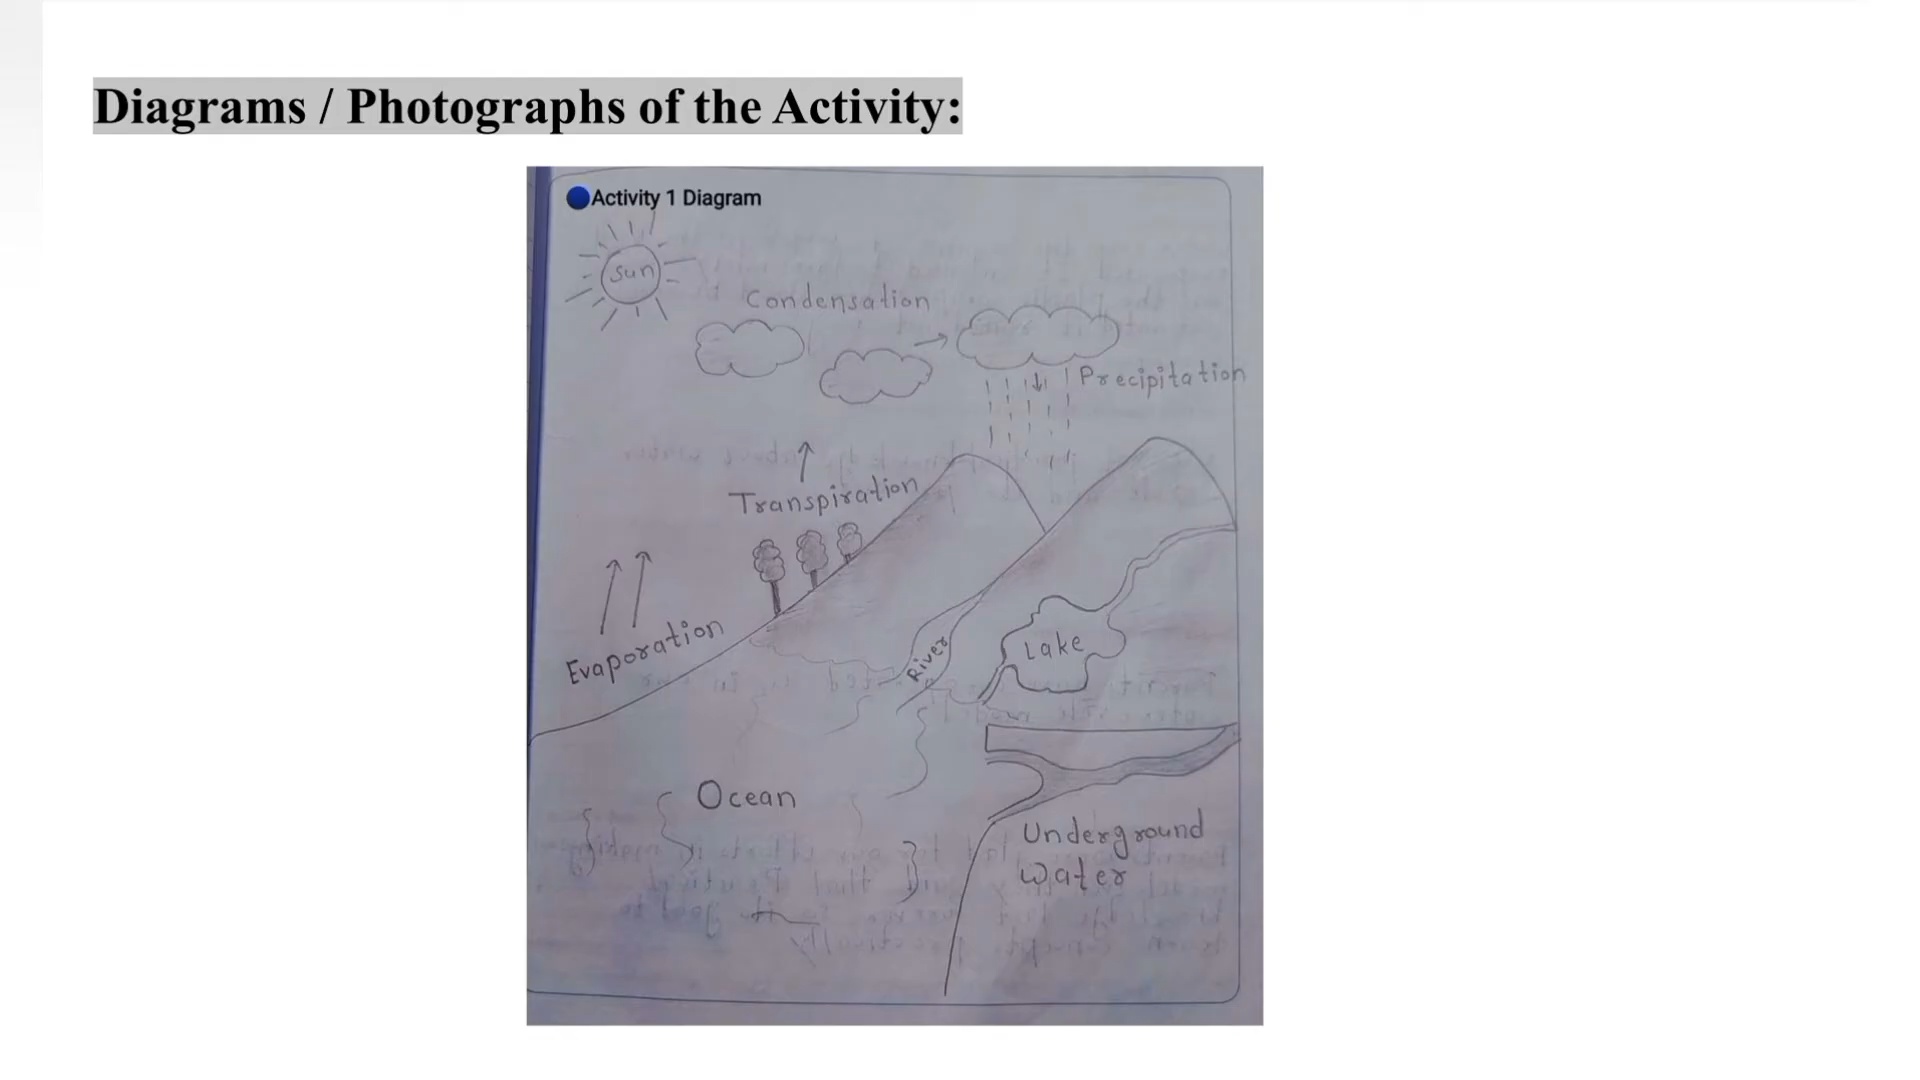 Diagrams / Photographs of the Activity:
Activity 1 Diagram
Sun
Condensation
Precipitation
Transpiration
Evaporation
River
Lake
Ocean
Underground
water